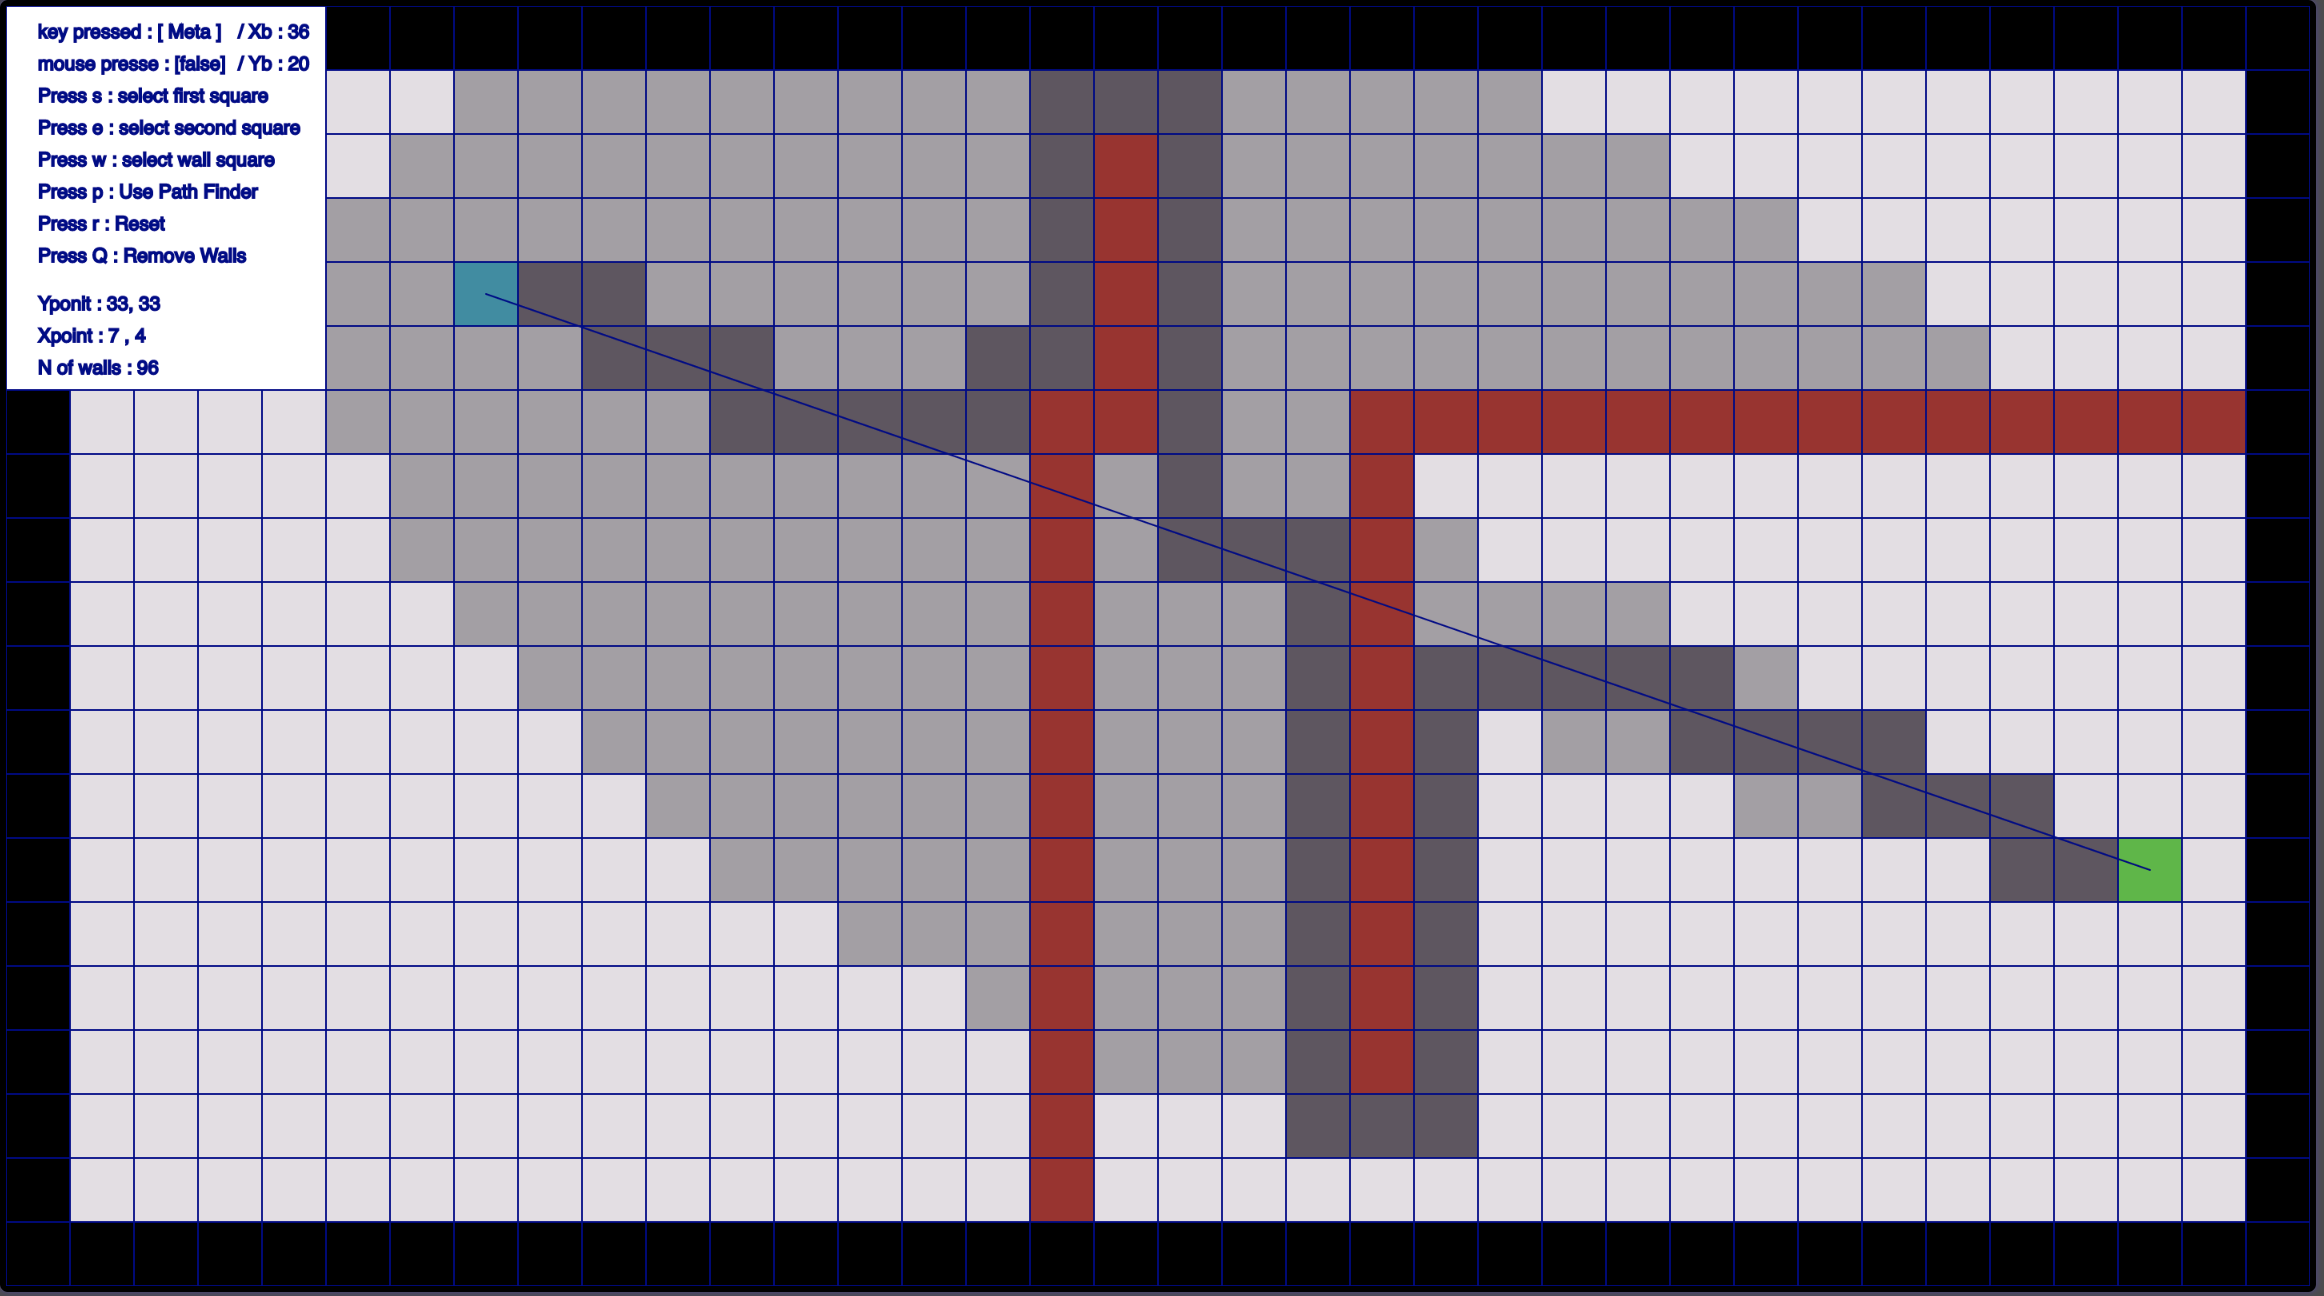 key pressed : [ Meta ] / Xb : 36
mouse presse : [false] / Yb : 20
Press s : select first square
Press e : select second square
Press w : select wall square
Press p : Use Path Finder
Press r : Reset
Press Q : Remove Walls
Yponit : 33, 33
Xpoint : 7 , 4
N of walls : 96